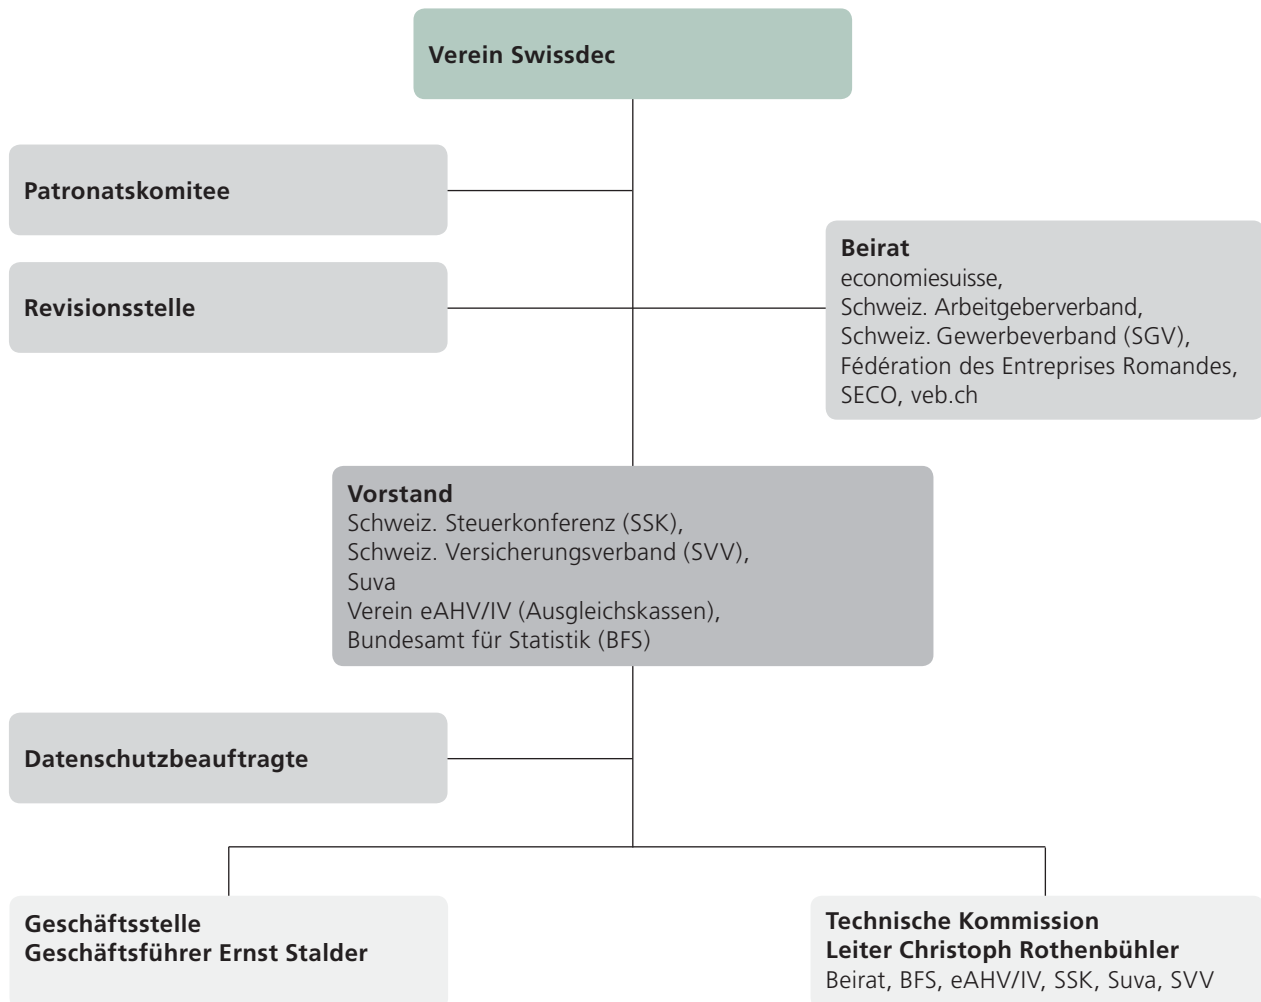 Verein Swissdec
Patronatskomitee
Revisionsstelle
Beirat
economiesuisse,
Schweiz. Arbeitgeberverband,
Schweiz. Gewerbeverband (SGV),
Fédération des Entreprises Romandes,
SECO, veb.ch
Vorstand
Schweiz. Steuerkonferenz (SSK),
Schweiz. Versicherungsverband (SVV),
Suva
Verein eAHV/IV (Ausgleichskassen),
Bundesamt für Statistik (BFS)
Datenschutzbeauftragte
Geschäftsstelle
Geschäftsführer Ernst Stalder
Technische Kommission
Leiter Christoph Rothenbühler
Beirat, BFS, eAHV/IV, SSK, Suva, SVV